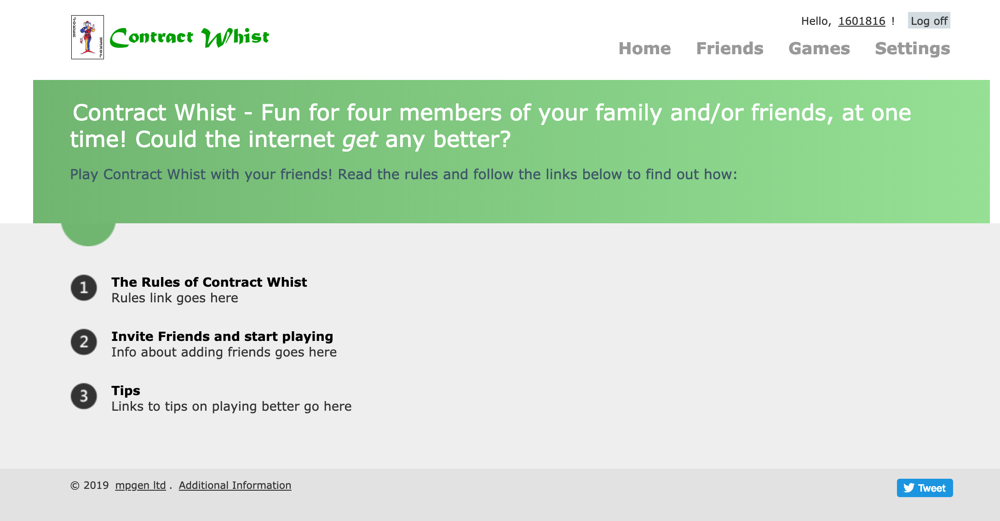 JOKER
JOKER
Contract Whist
Hello, 1601816 ! Log off
Home Friends Games Settings
Contract Whist - Fun for four members of your family and/or friends, at one
time! Could the internet get any better?
Play Contract Whist with your friends! Read the rules and follow the links below to find out how:
1 The Rules of Contract Whist
Rules link goes here
2 Invite Friends and start playing
Info about adding friends goes here
3 Tips
Links to tips on playing better go here
© 2019 mpgen ltd . Additional Information
Tweet